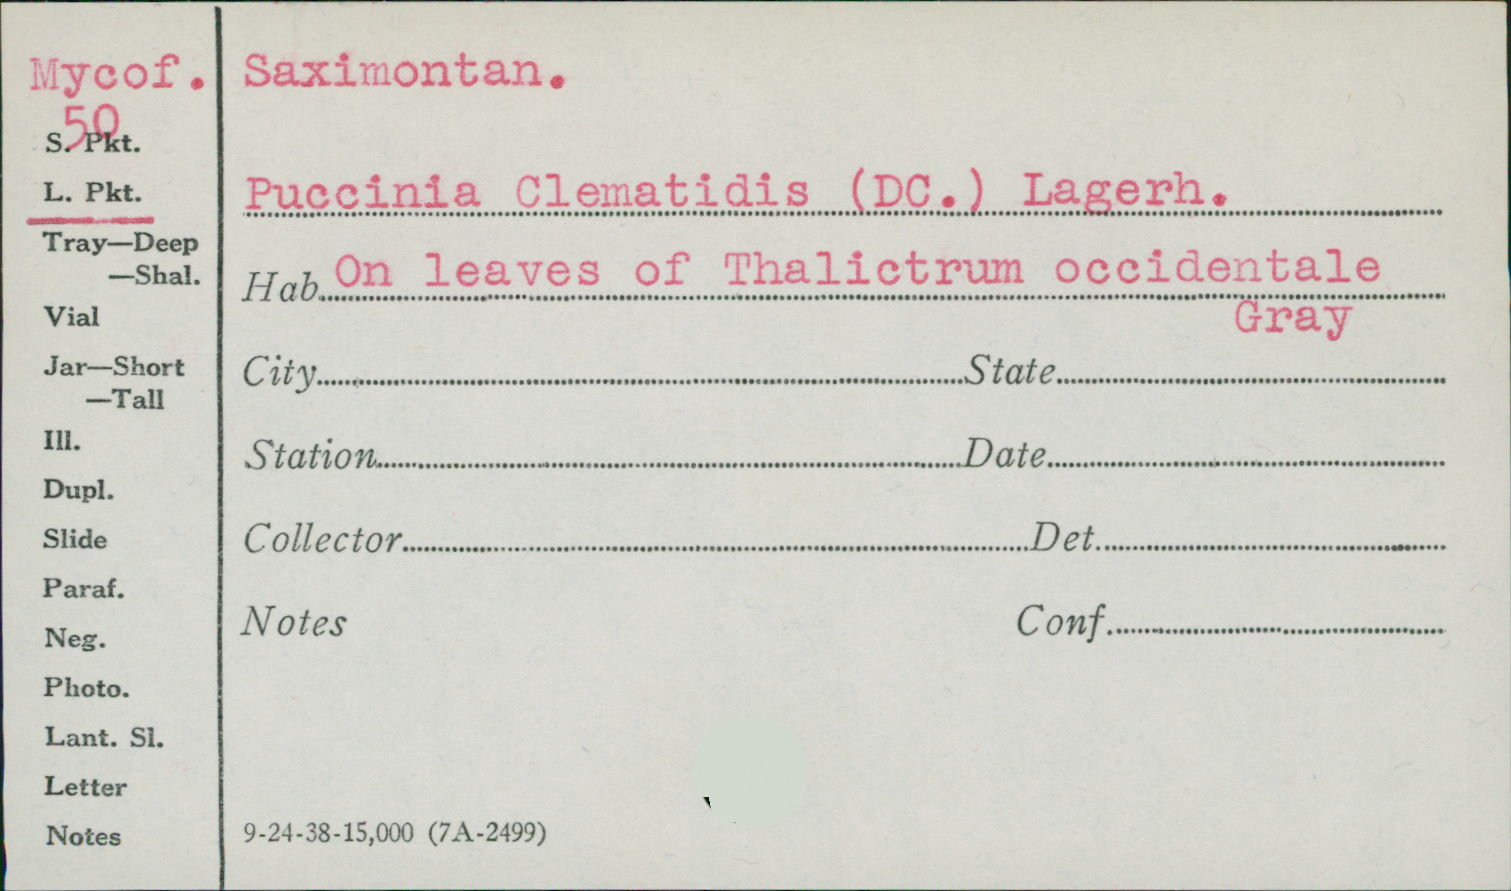 Mycof. Saximontan.
50
S. Pkt.
L. Pkt.
Puccinia Clematidis (DC.) Lagerh.
Tray—Deep
—Shal.
Hab. On leaves of Thalictrum occidentale
Gray
Vial
Jar—Short
—Tall
City State
Ill.
Station Date
Dupl.
Slide
Collector Det.
Paraf.
Neg.
Notes Conf.
Photo.
Lant. Sl.
Letter
Notes
9-24-38-15,000 (7A-2499)